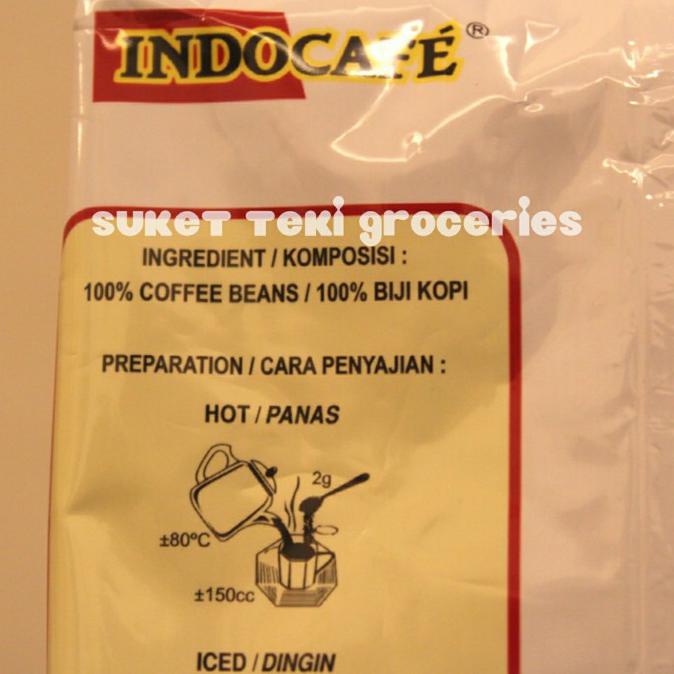 INDOCAFÉ®
SUKET TEKI groceries
INGREDIENT / KOMPOSISI :
100% COFFEE BEANS / 100% BIJI KOPI
PREPARATION / CARA PENYAJIAN :
HOT / PANAS
2g
±80ºC
±150cc
ICED / DINGIN